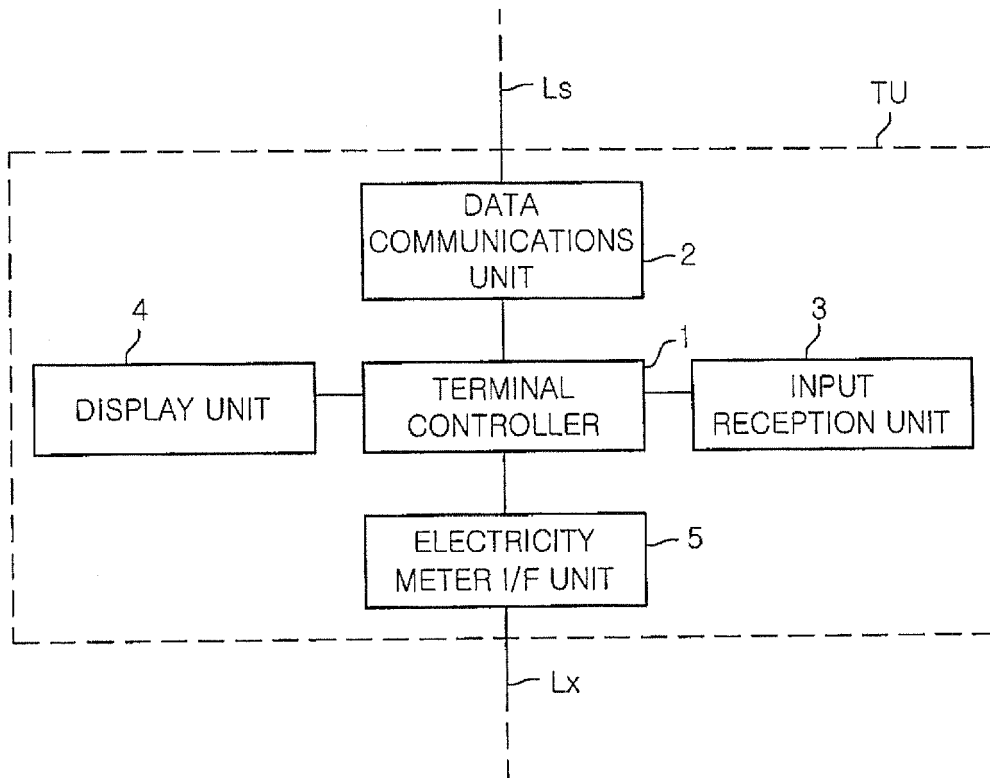 Ls
TU
DATA
COMMUNICATIONS
UNIT
2
4
1
3
DISPLAY UNIT
TERMINAL
CONTROLLER
INPUT
RECEPTION UNIT
ELECTRICITY
METER I/F UNIT
5
Lx